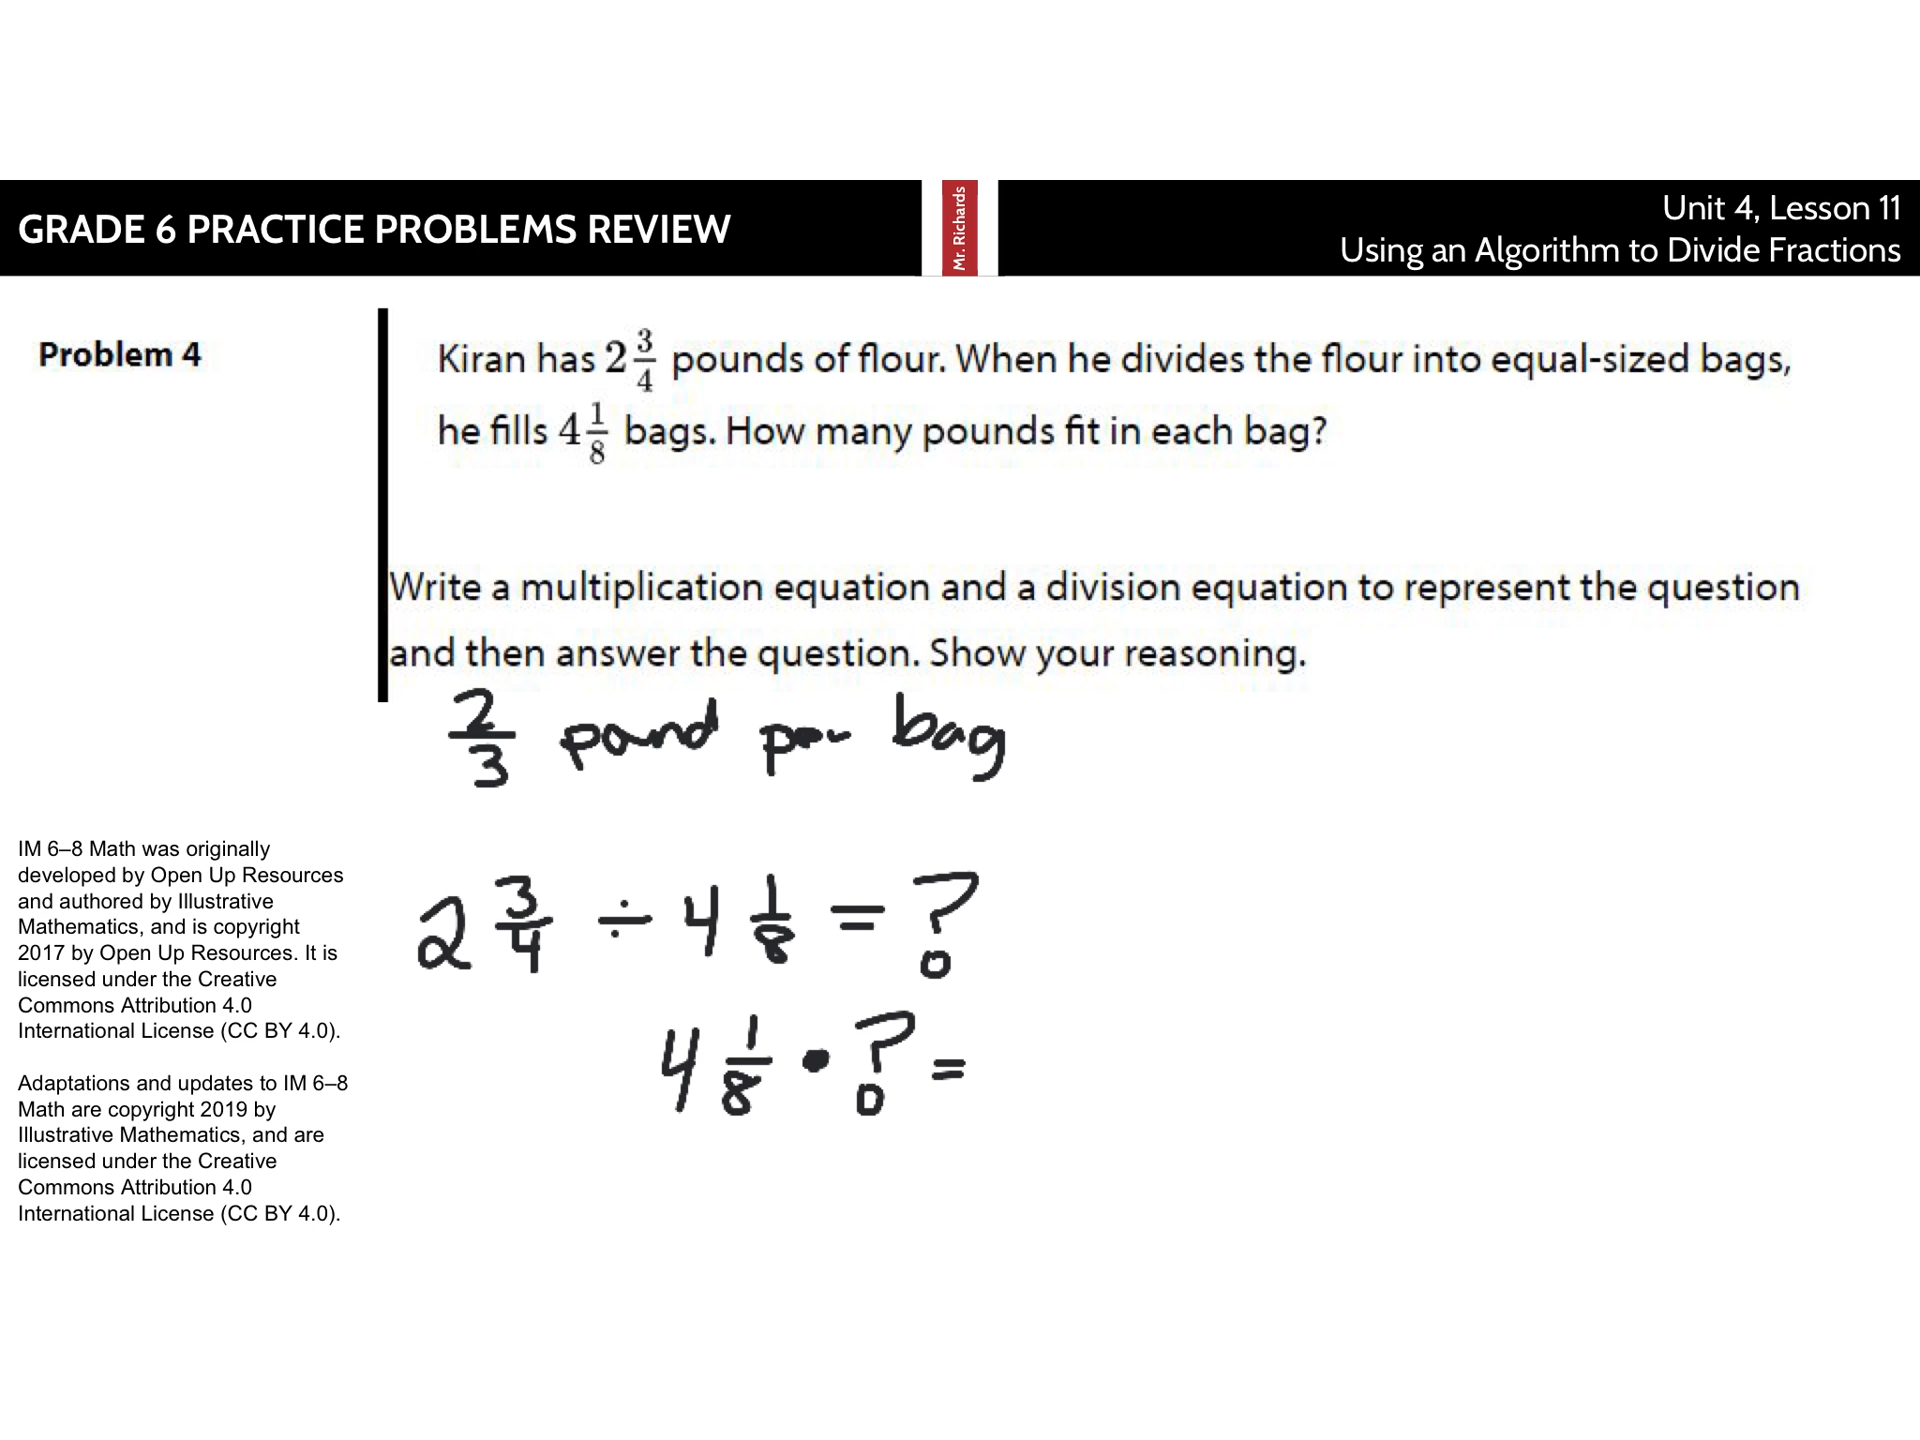 GRADE 6 PRACTICE PROBLEMS REVIEW
Mr. Richards
Unit 4, Lesson 11
Using an Algorithm to Divide Fractions
Problem 4
Kiran has 2 3/4 pounds of flour. When he divides the flour into equal-sized bags,
he fills 4 1/8 bags. How many pounds fit in each bag?
Write a multiplication equation and a division equation to represent the question
and then answer the question. Show your reasoning.
2/3 pound per bag
2 3/4 ÷ 4 1/8 = ?
4 1/8 • ? =
IM 6–8 Math was originally
developed by Open Up Resources
and authored by Illustrative
Mathematics, and is copyright
2017 by Open Up Resources. It is
licensed under the Creative
Commons Attribution 4.0
International License (CC BY 4.0).
Adaptations and updates to IM 6–8
Math are copyright 2019 by
Illustrative Mathematics, and are
licensed under the Creative
Commons Attribution 4.0
International License (CC BY 4.0).